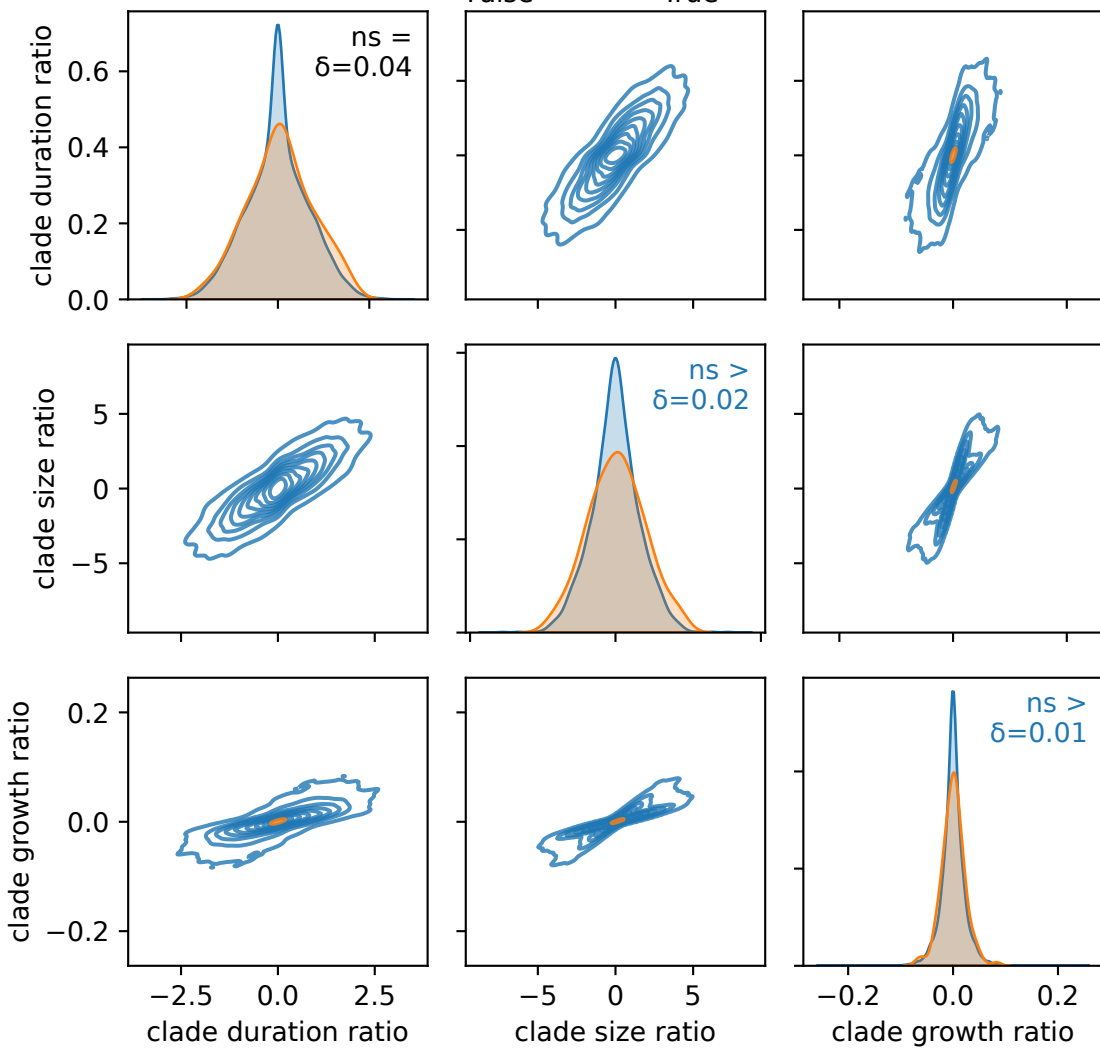 clade duration ratio
0.6
0.4
0.2
0.0
ns =
δ=0.04
clade size ratio
5
0
−5
ns >
δ=0.02
clade growth ratio
0.2
0.0
−0.2
ns >
δ=0.01
−2.5 0.0 2.5
−5 0 5
−0.2 0.0 0.2
clade duration ratio
clade size ratio
clade growth ratio